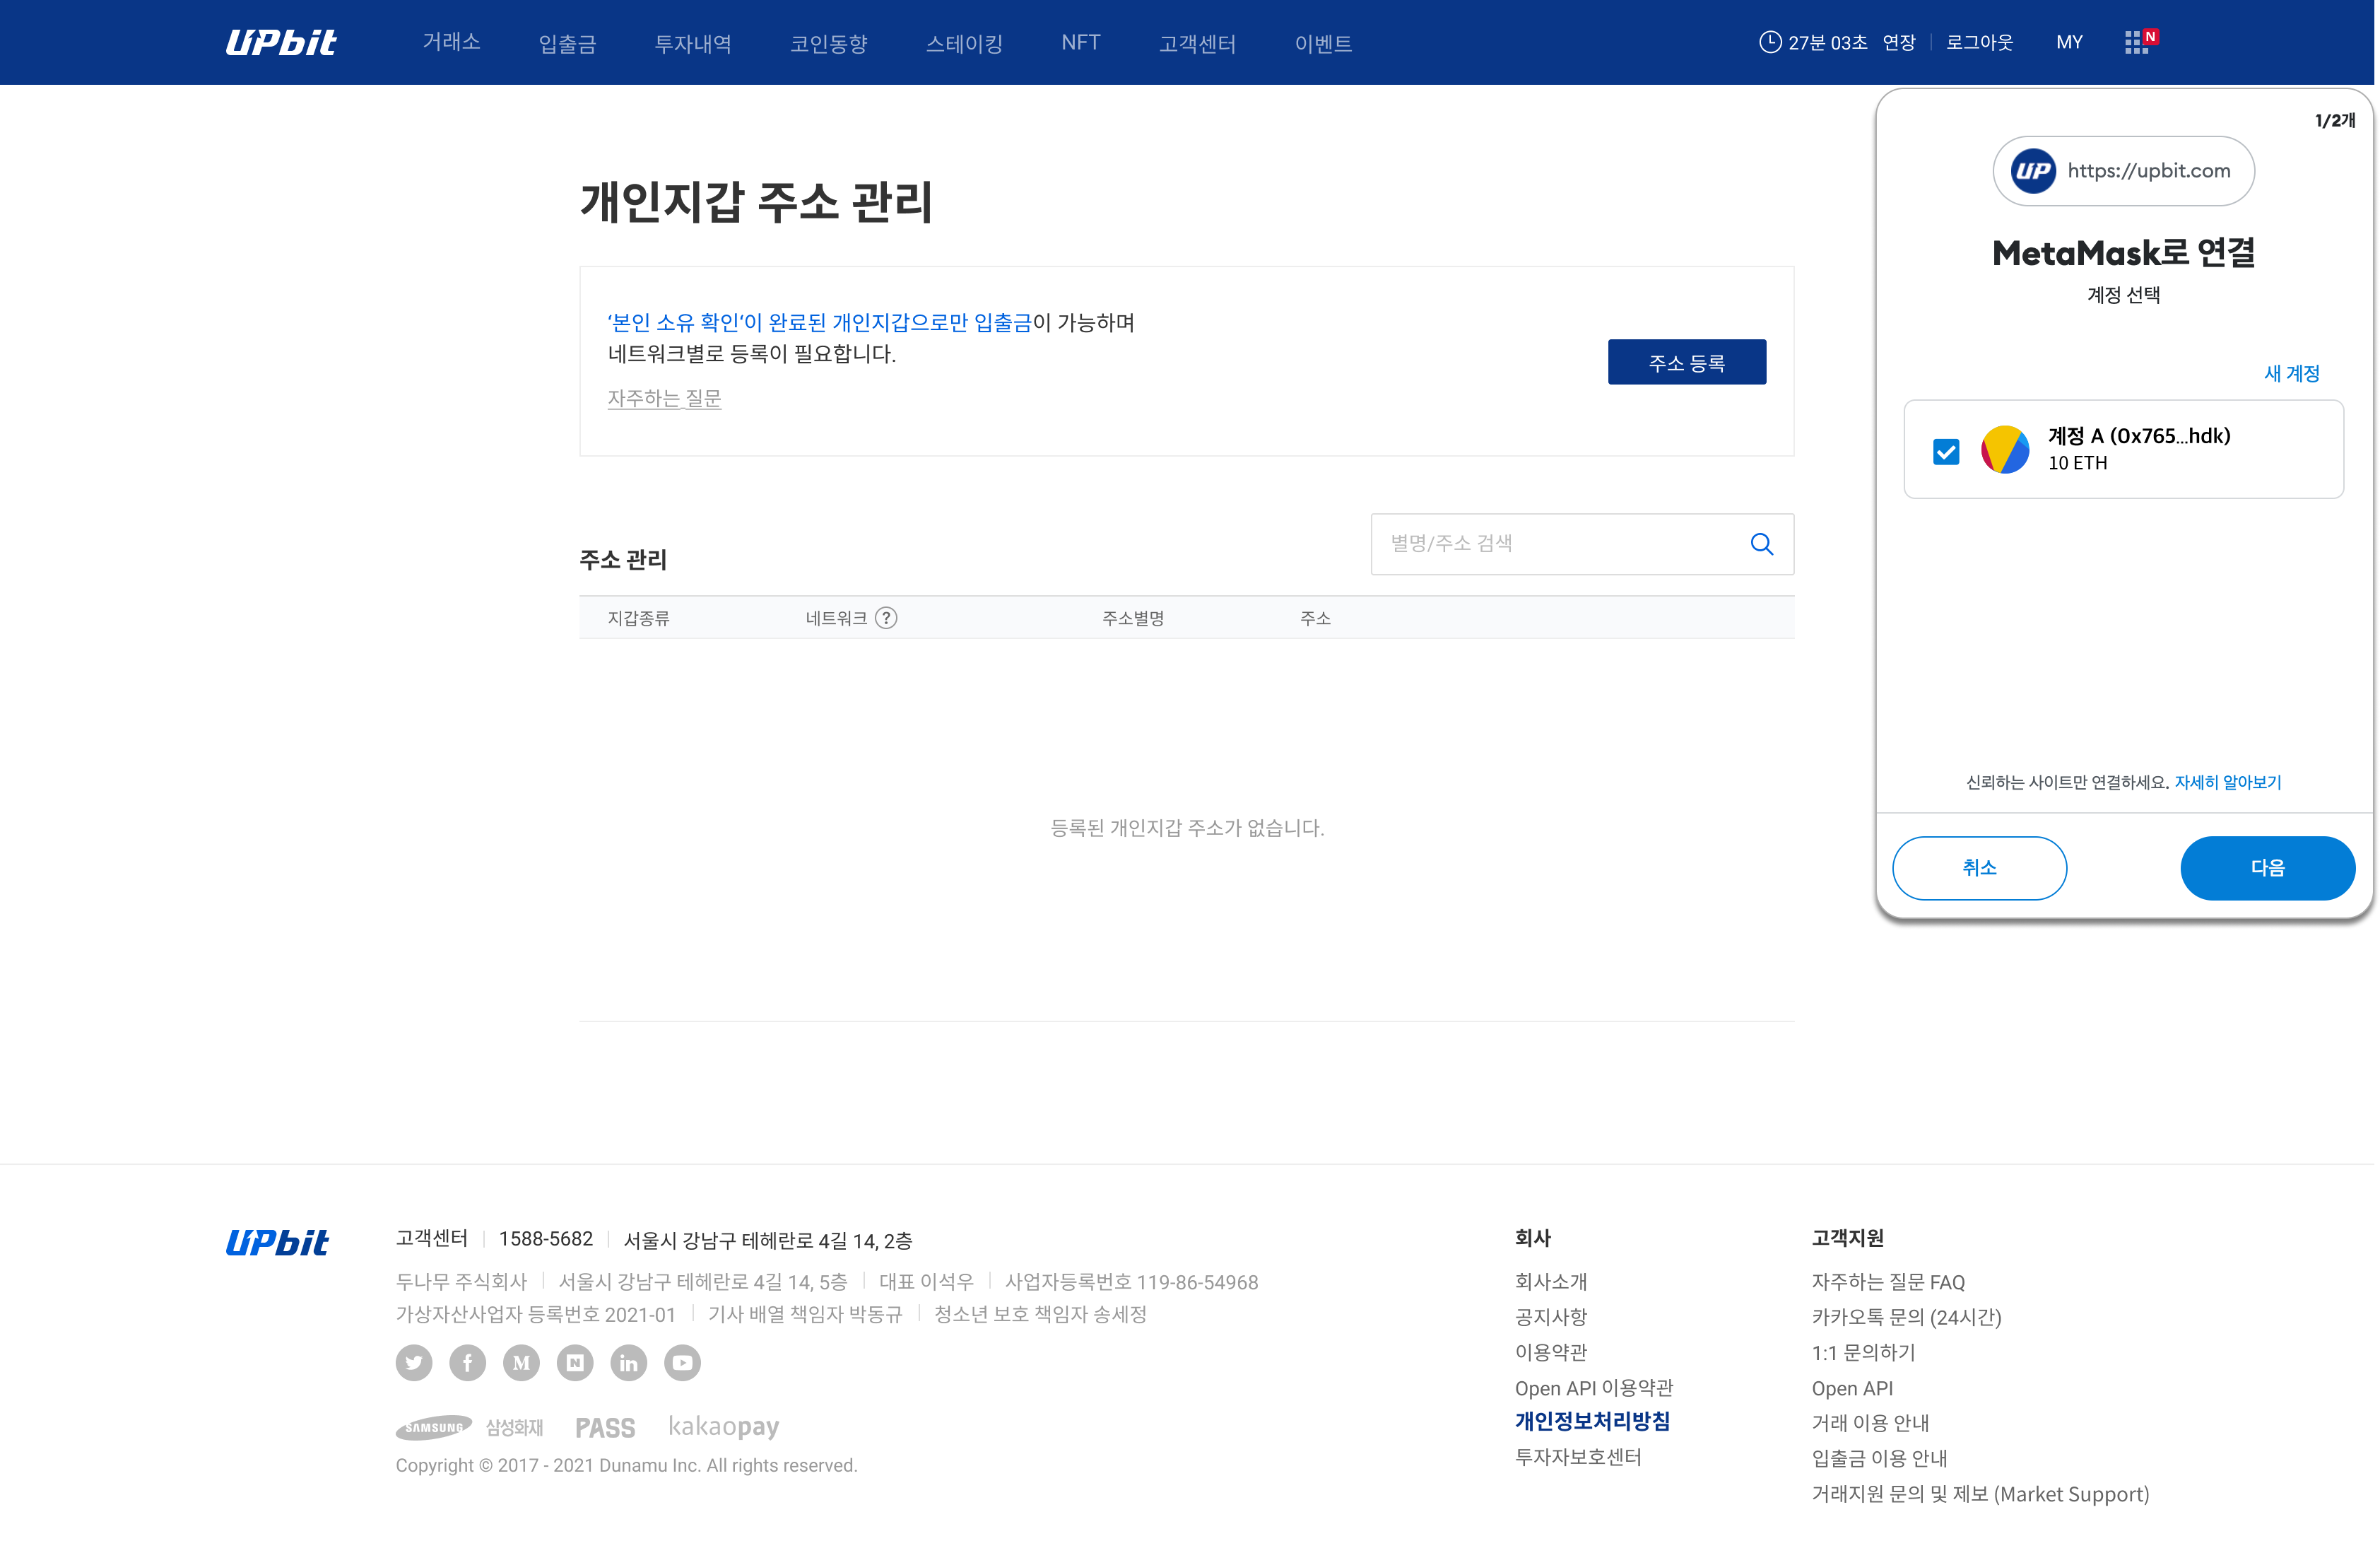 UPbit 거래소 입출금 투자내역 코인동향 스테이킹 NFT 고객센터 이벤트 27분 03초 연장 로그아웃 MY N
개인지갑 주소 관리
‘본인 소유 확인‘이 완료된 개인지갑으로만 입출금이 가능하며
네트워크별로 등록이 필요합니다.
주소 등록
자주하는 질문
주소 관리
별명/주소 검색
지갑종류 네트워크 ? 주소별명 주소
등록된 개인지갑 주소가 없습니다.
1/2개
UP https://upbit.com
MetaMask로 연결
계정 선택
새 계정
계정 A (0x765...hdk)
10 ETH
신뢰하는 사이트만 연결하세요. 자세히 알아보기
취소 다음
UPbit
고객센터 1588-5682 서울시 강남구 테헤란로 4길 14, 2층
두나무 주식회사 서울시 강남구 테헤란로 4길 14, 5층 대표 이석우 사업자등록번호 119-86-54968
가상자산사업자 등록번호 2021-01 기사 배열 책임자 박동규 청소년 보호 책임자 송세정
f M N in
SAMSUNG 삼성화재 PASS kakaopay
Copyright © 2017 - 2021 Dunamu Inc. All rights reserved.
회사
회사소개
공지사항
이용약관
Open API 이용약관
개인정보처리방침
투자자보호센터
고객지원
자주하는 질문 FAQ
카카오톡 문의 (24시간)
1:1 문의하기
Open API
거래 이용 안내
입출금 이용 안내
거래지원 문의 및 제보 (Market Support)